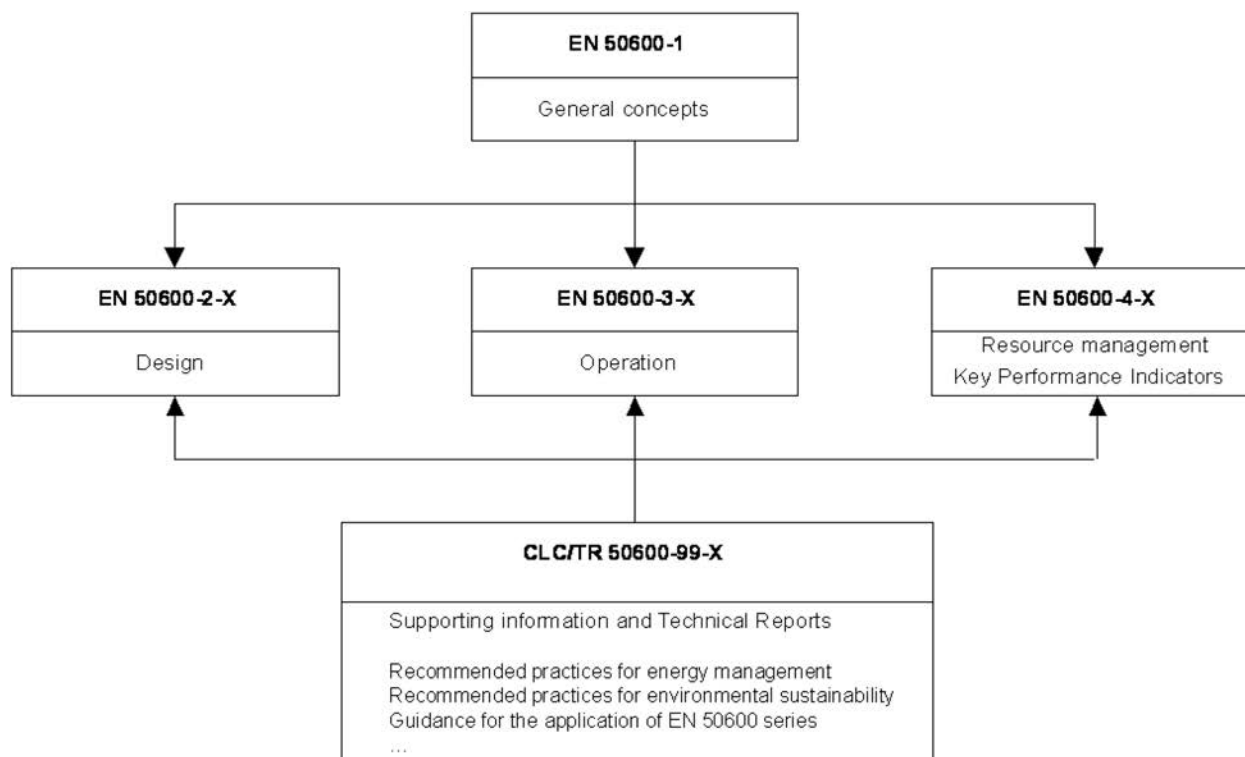 EN 50600-1
General concepts
EN 50600-2-X
EN 50600-3-X
EN 50600-4-X
Design
Operation
Resource management
Key Performance Indicators
CLC/TR 50600-99-X
Supporting information and Technical Reports
Recommended practices for energy management
Recommended practices for environmental sustainability
Guidance for the application of EN 50600 series
...